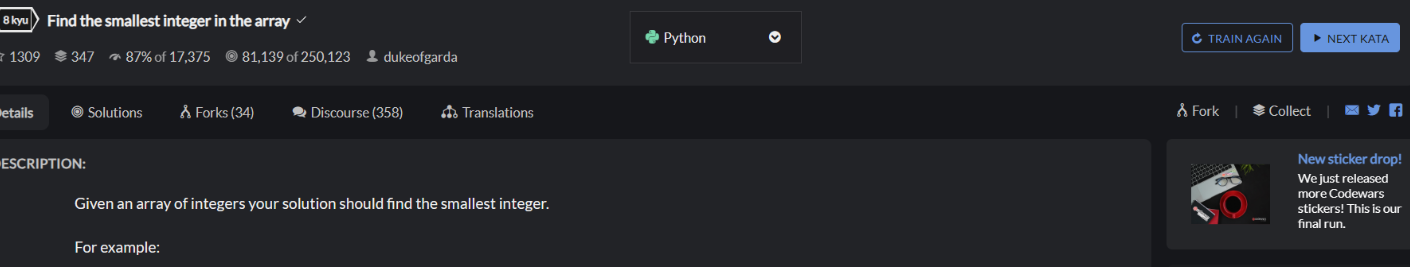 8 kyu Find the smallest integer in the array
Python
TRAIN AGAIN NEXT KATA
1309 347 87% of 17,375 81,139 of 250,123 dukeofgarda
Details Solutions Forks (34) Discourse (358) Translations
Fork | Collect |
DESCRIPTION:
Given an array of integers your solution should find the smallest integer.
For example:
New sticker drop!
We just released
more Codewars
stickers! This is our
final run.